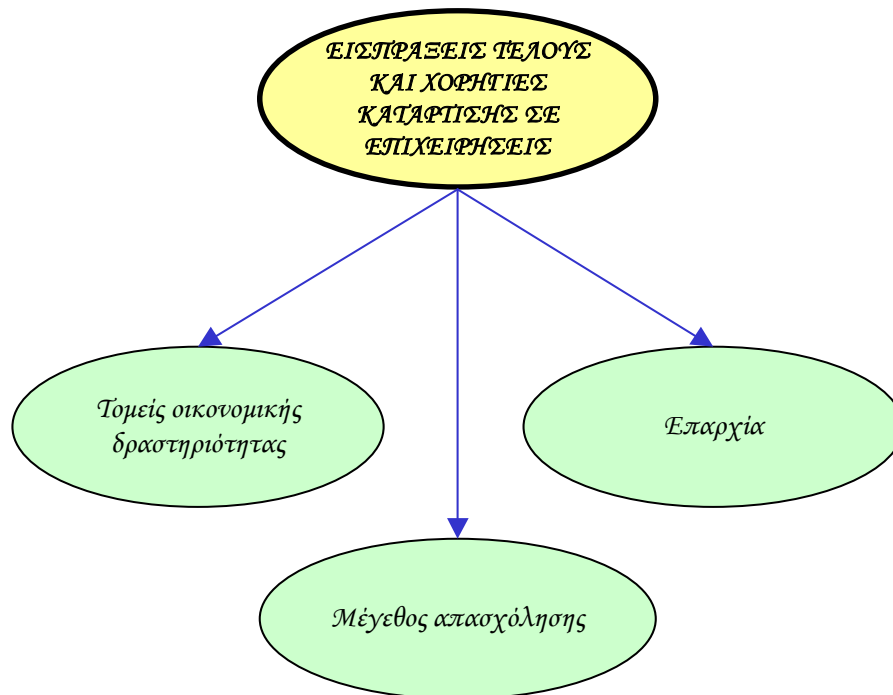 ΕΙΣΠΡΑΞΕΙΣ ΤΕΛΟΥΣ
ΚΑΙ ΧΟΡΗΓΙΕΣ
ΚΑΤΑΡΤΙΣΗΣ ΣΕ
ΕΠΙΧΕΙΡΗΣΕΙΣ
Τομείς οικονομικής
δραστηριότητας
Επαρχία
Μέγεθος απασχόλησης